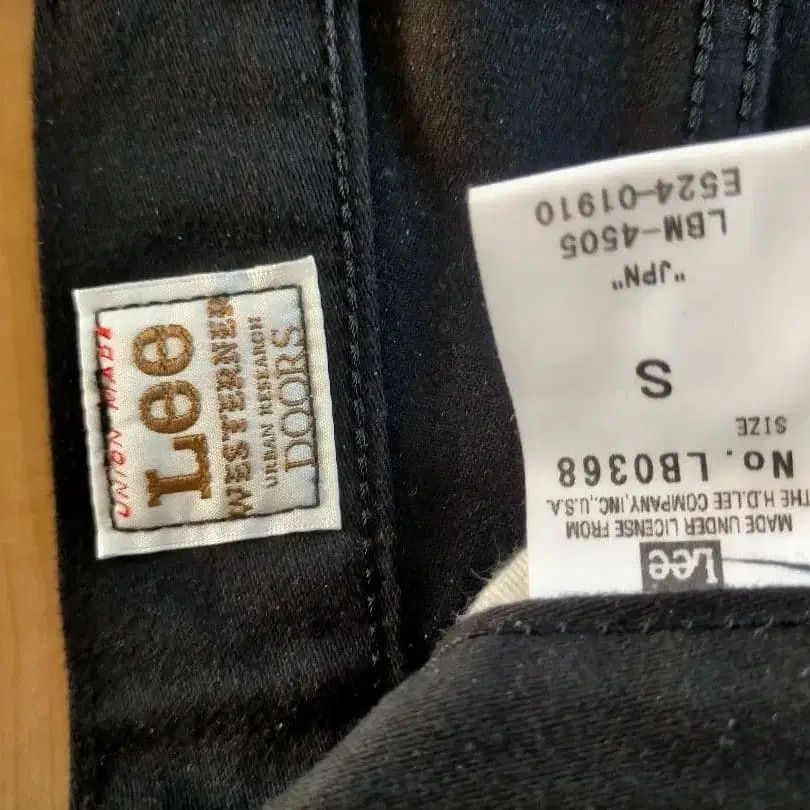 UNION MADE
Lee
WESTERNER
URBAN RESEARCH
DOORS
Lee
MADE UNDER LICENSE FROM
THE H.D.LEE COMPANY,INC.,U.S.A.
No. LB0368
SIZE
S
"JPN"
LBM-4505
E524-01910